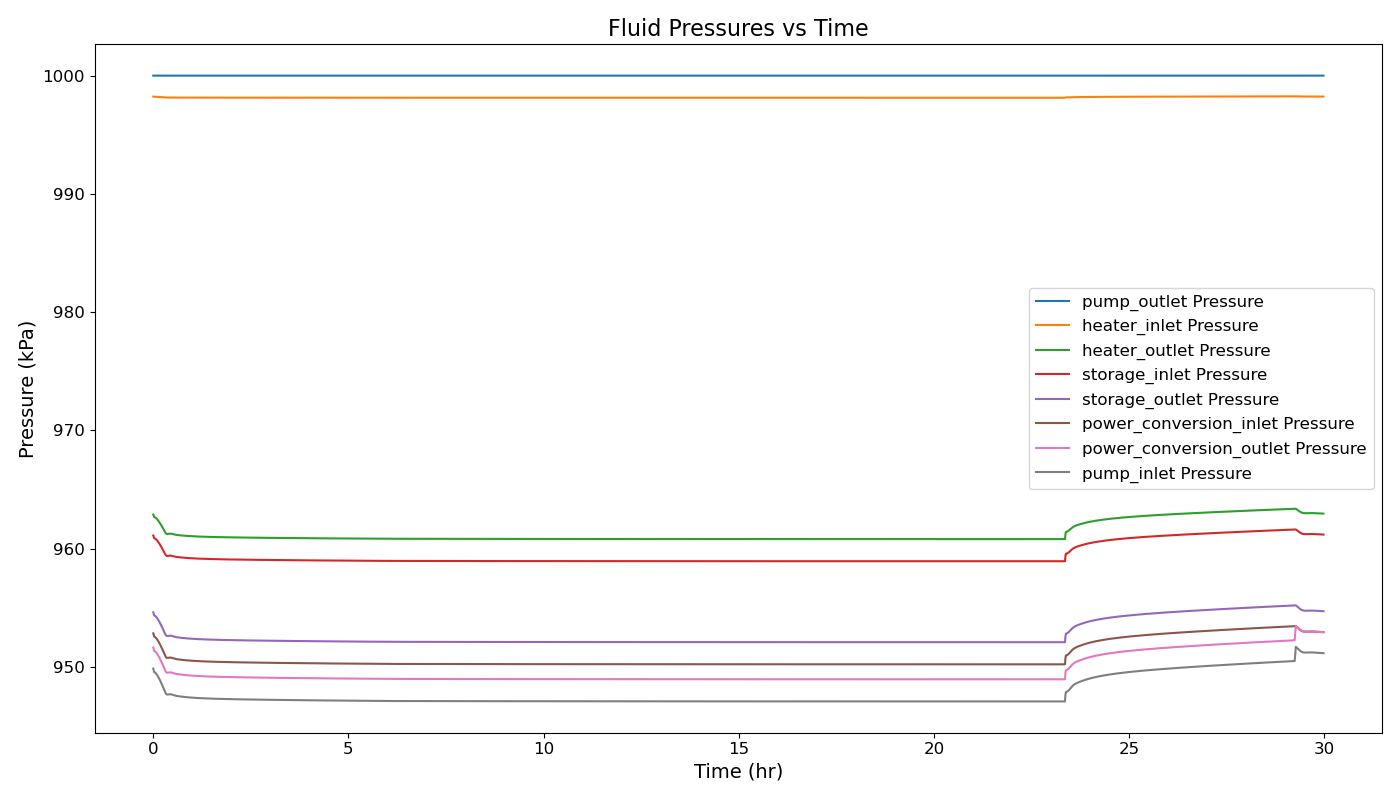 Fluid Pressures vs Time
1000
990
980
970
960
950
Pressure (kPa)
pump_outlet Pressure
heater_inlet Pressure
heater_outlet Pressure
storage_inlet Pressure
storage_outlet Pressure
power_conversion_inlet Pressure
power_conversion_outlet Pressure
pump_inlet Pressure
0 5 10 15 20 25 30
Time (hr)